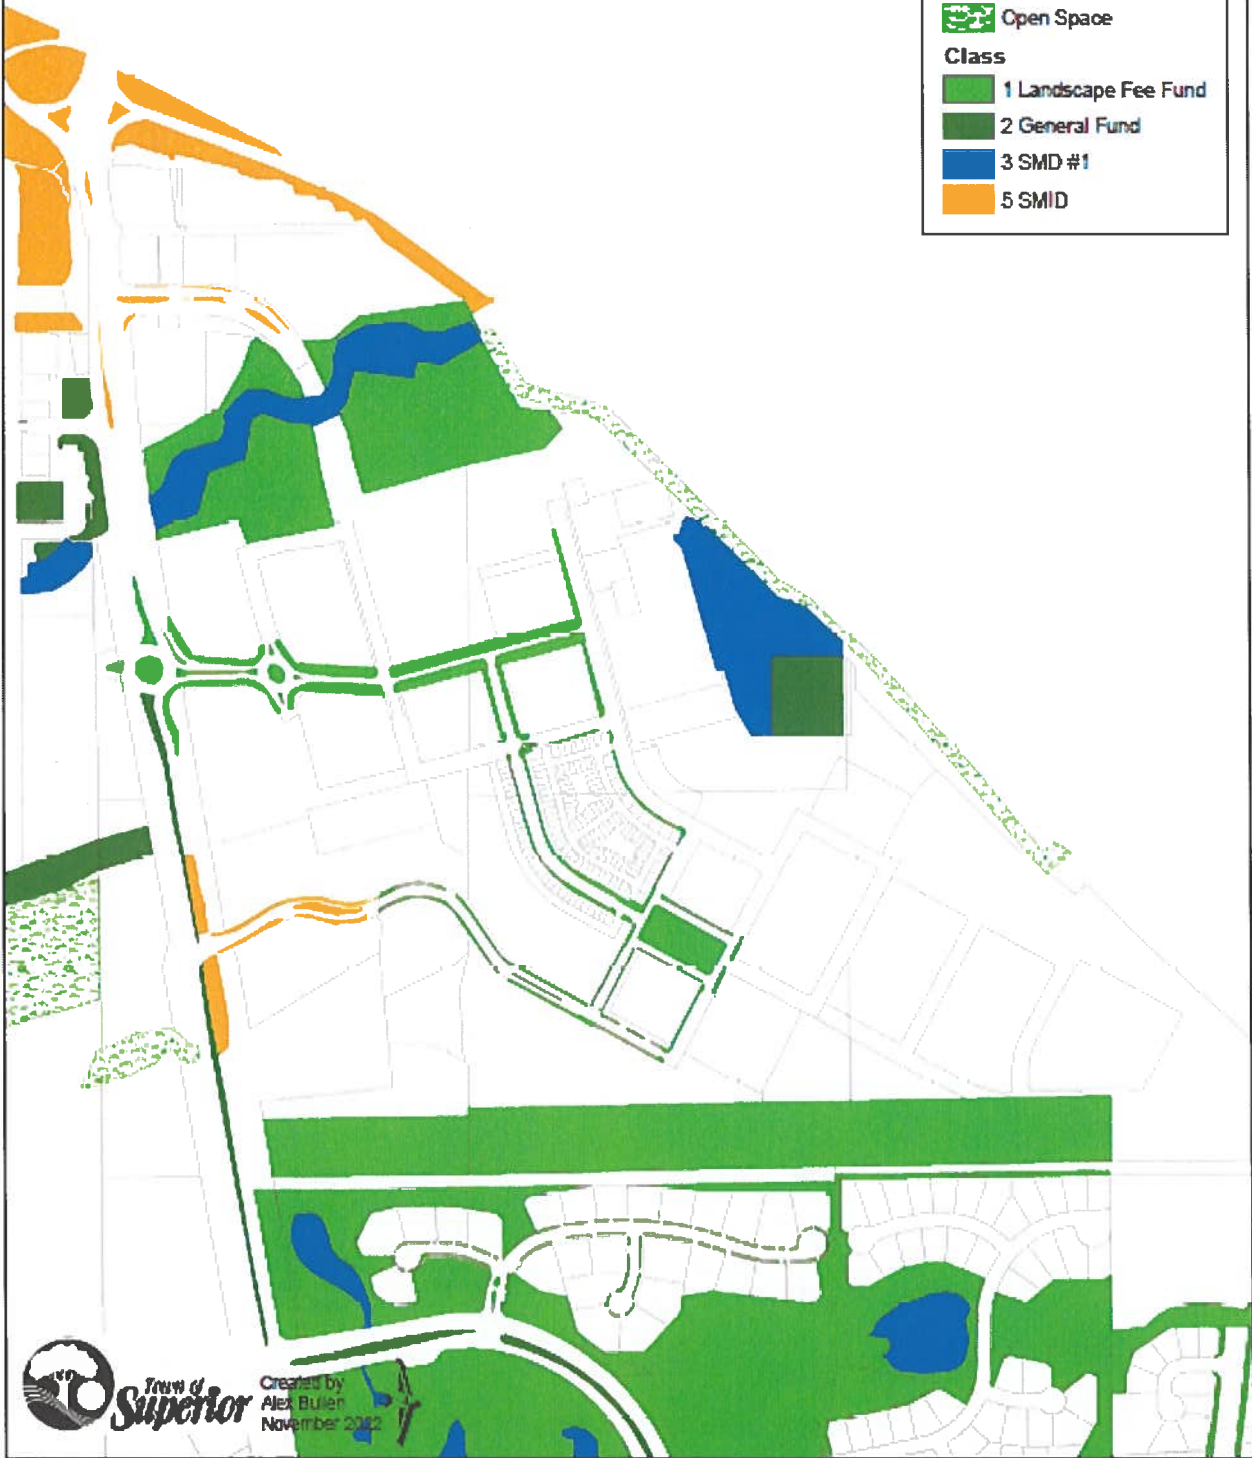 Open Space
Class
1 Landscape Fee Fund
2 General Fund
3 SMD #1
5 SMID
Town of
Superior
Created by
Alex Bullen
November 2022